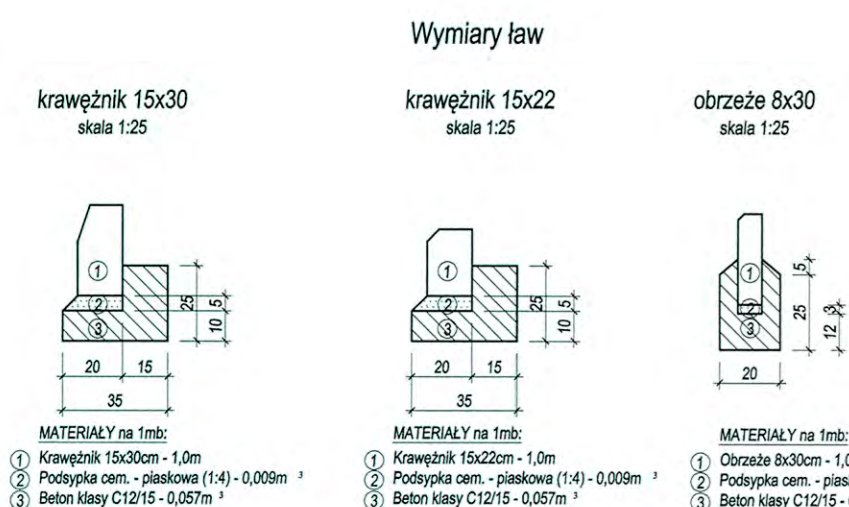 Wymiary ław
krawężnik 15x30
skala 1:25
1
2
3
25
5
10
20
15
35
MATERIAŁY na 1mb:
1 Krawężnik 15x30cm - 1,0m
2 Podsypka cem. - piaskowa (1:4) - 0,009m ³
3 Beton klasy C12/15 - 0,057m ³
krawężnik 15x22
skala 1:25
1
2
3
25
5
10
20
15
35
MATERIAŁY na 1mb:
1 Krawężnik 15x22cm - 1,0m
2 Podsypka cem. - piaskowa (1:4) - 0,009m ³
3 Beton klasy C12/15 - 0,057m ³
obrzeże 8x30
skala 1:25
1
2
3
5
25
3
12
20
MATERIAŁY na 1mb:
1 Obrzeże 8x30cm - 1,0
2 Podsypka cem. - pias
3 Beton klasy C12/15 -